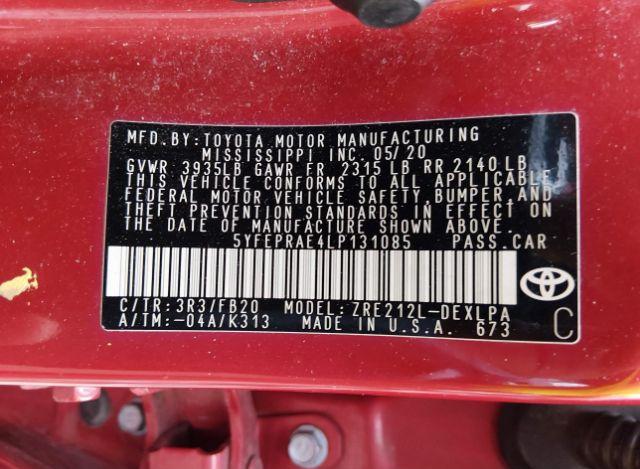 MFD.BY:TOYOTA MOTOR MANUFACTURING
MISSISSIPPI INC. 05/20
GVWR 3935LB GAWR FR 2315 LB RR 2140 LB
THIS VEHICLE CONFORMS TO ALL APPLICABLE
FEDERAL MOTOR VEHICLE SAFETY,BUMPER,AND
THEFT PREVENTION STANDARDS IN EFFECT ON
THE DATE OF MANUFACTURE SHOWN ABOVE.
5YFEPRAE4LP131085 PASS.CAR
C/TR:3R3/FB20 MODEL:ZRE212L-DEXLPA
A/TM:-04A/K313 MADE IN U.S.A. 673
C